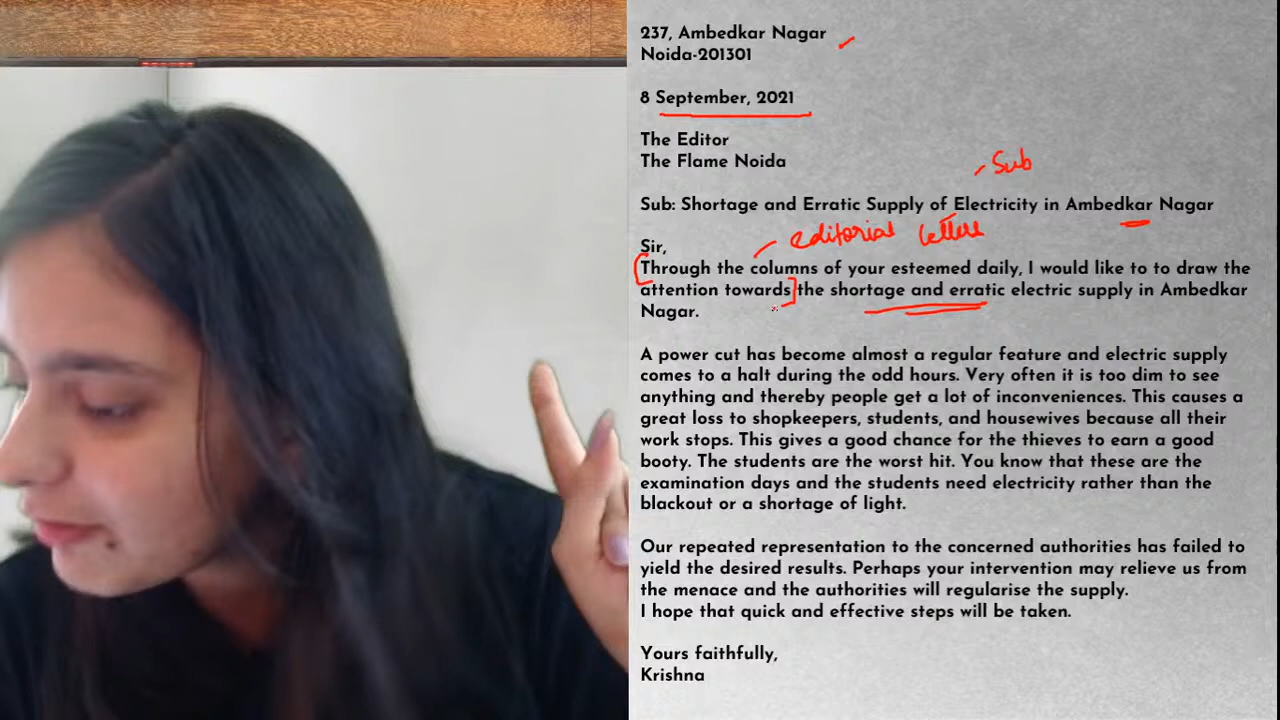 237, Ambedkar Nagar
Noida-201301
8 September, 2021
The Editor
The Flame Noida
Sub
Sub: Shortage and Erratic Supply of Electricity in Ambedkar Nagar
editorial letters
Sir,
Through the columns of your esteemed daily, I would like to to draw the
attention towards the shortage and erratic electric supply in Ambedkar
Nagar.
A power cut has become almost a regular feature and electric supply
comes to a halt during the odd hours. Very often it is too dim to see
anything and thereby people get a lot of inconveniences. This causes a
great loss to shopkeepers, students, and housewives because all their
work stops. This gives a good chance for the thieves to earn a good
booty. The students are the worst hit. You know that these are the
examination days and the students need electricity rather than the
blackout or a shortage of light.
Our repeated representation to the concerned authorities has failed to
yield the desired results. Perhaps your intervention may relieve us from
the menace and the authorities will regularise the supply.
I hope that quick and effective steps will be taken.
Yours faithfully,
Krishna